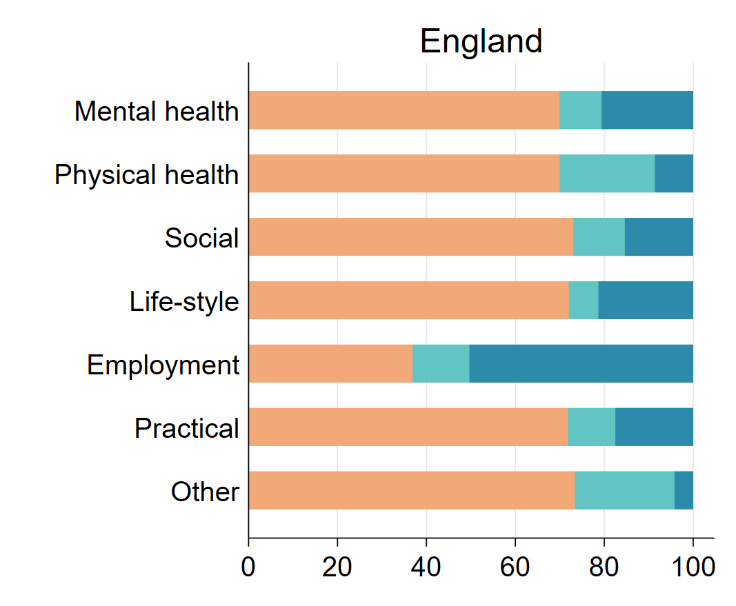 England
Mental health
Physical health
Social
Life-style
Employment
Practical
Other
0 20 40 60 80 100